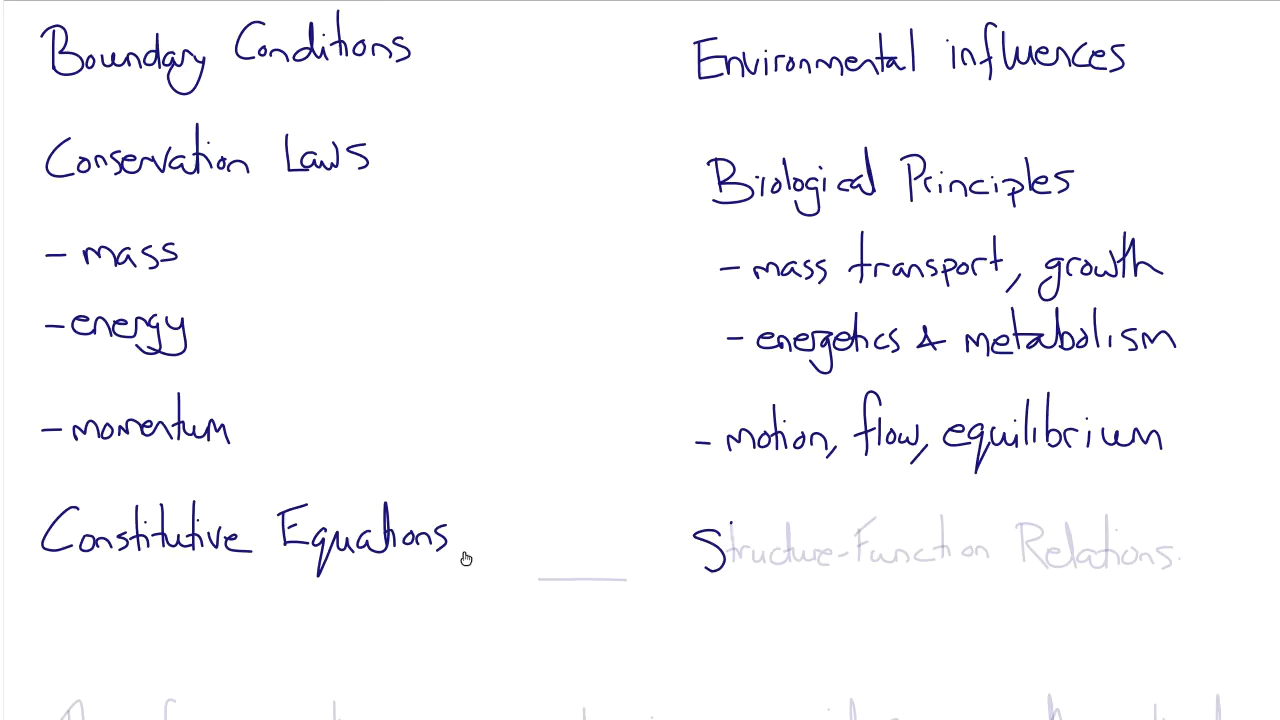 Boundary Conditions
Environmental influences
Conservation Laws
Biological Principles
- mass
- mass transport, growth
- energy
- energetics & metabolism
- momentum
- motion, flow, equilibrium
Constitutive Equations
Structure-Function Relations.